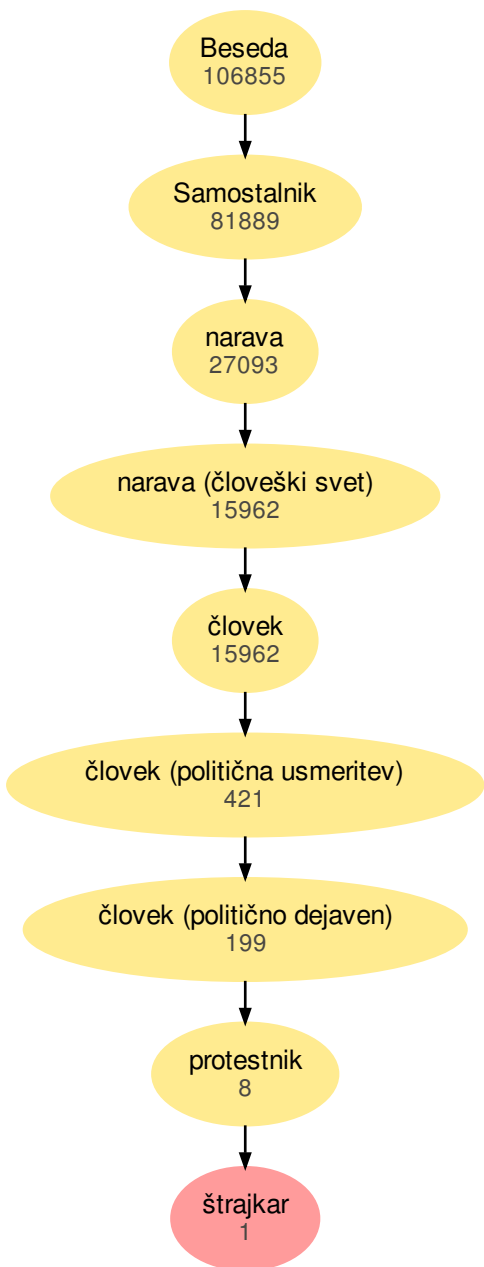 Beseda
106855
Samostalnik
81889
narava
27093
narava (človeški svet)
15962
človek
15962
človek (politična usmeritev)
421
človek (politično dejaven)
199
protestnik
8
štrajkar
1